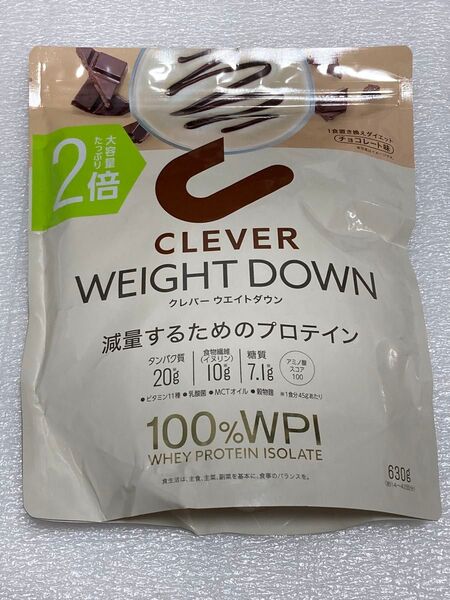 1食置き換えダイエット
チョコレート味
大容量
たっぷり
2倍
CLEVER
WEIGHT DOWN
クレバー ウエイトダウン
減量するためのプロテイン
タンパク質
20g
食物繊維
(イヌリン)
10g
糖質
7.1g
アミノ酸
スコア
100
●ビタミン11種 ●乳酸菌 ●MCTオイル ●穀物麹 ※1食分45gあたり
100%WPI
WHEY PROTEIN ISOLATE
食生活は、主食、主菜、副菜を基本に、食事のバランスを。
630g
(約14〜42回分)